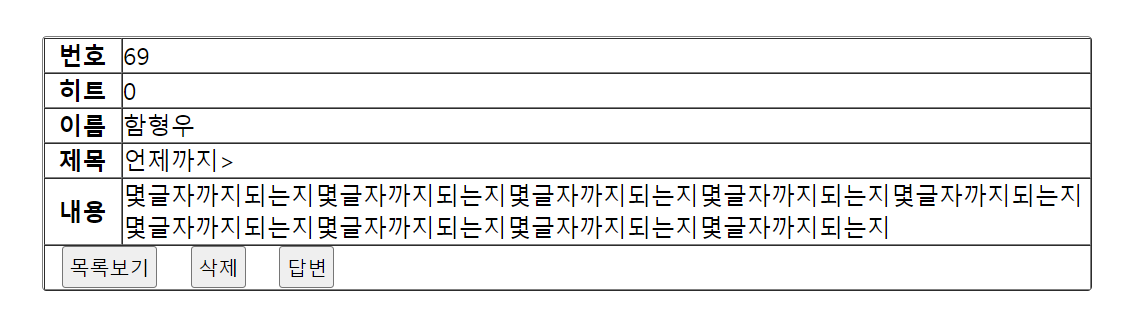 번호 69
히트 0
이름 함형우
제목 언제까지>
내용 몇글자까지되는지몇글자까지되는지몇글자까지되는지몇글자까지되는지몇글자까지되는지
몇글자까지되는지몇글자까지되는지몇글자까지되는지몇글자까지되는지
목록보기 삭제 답변